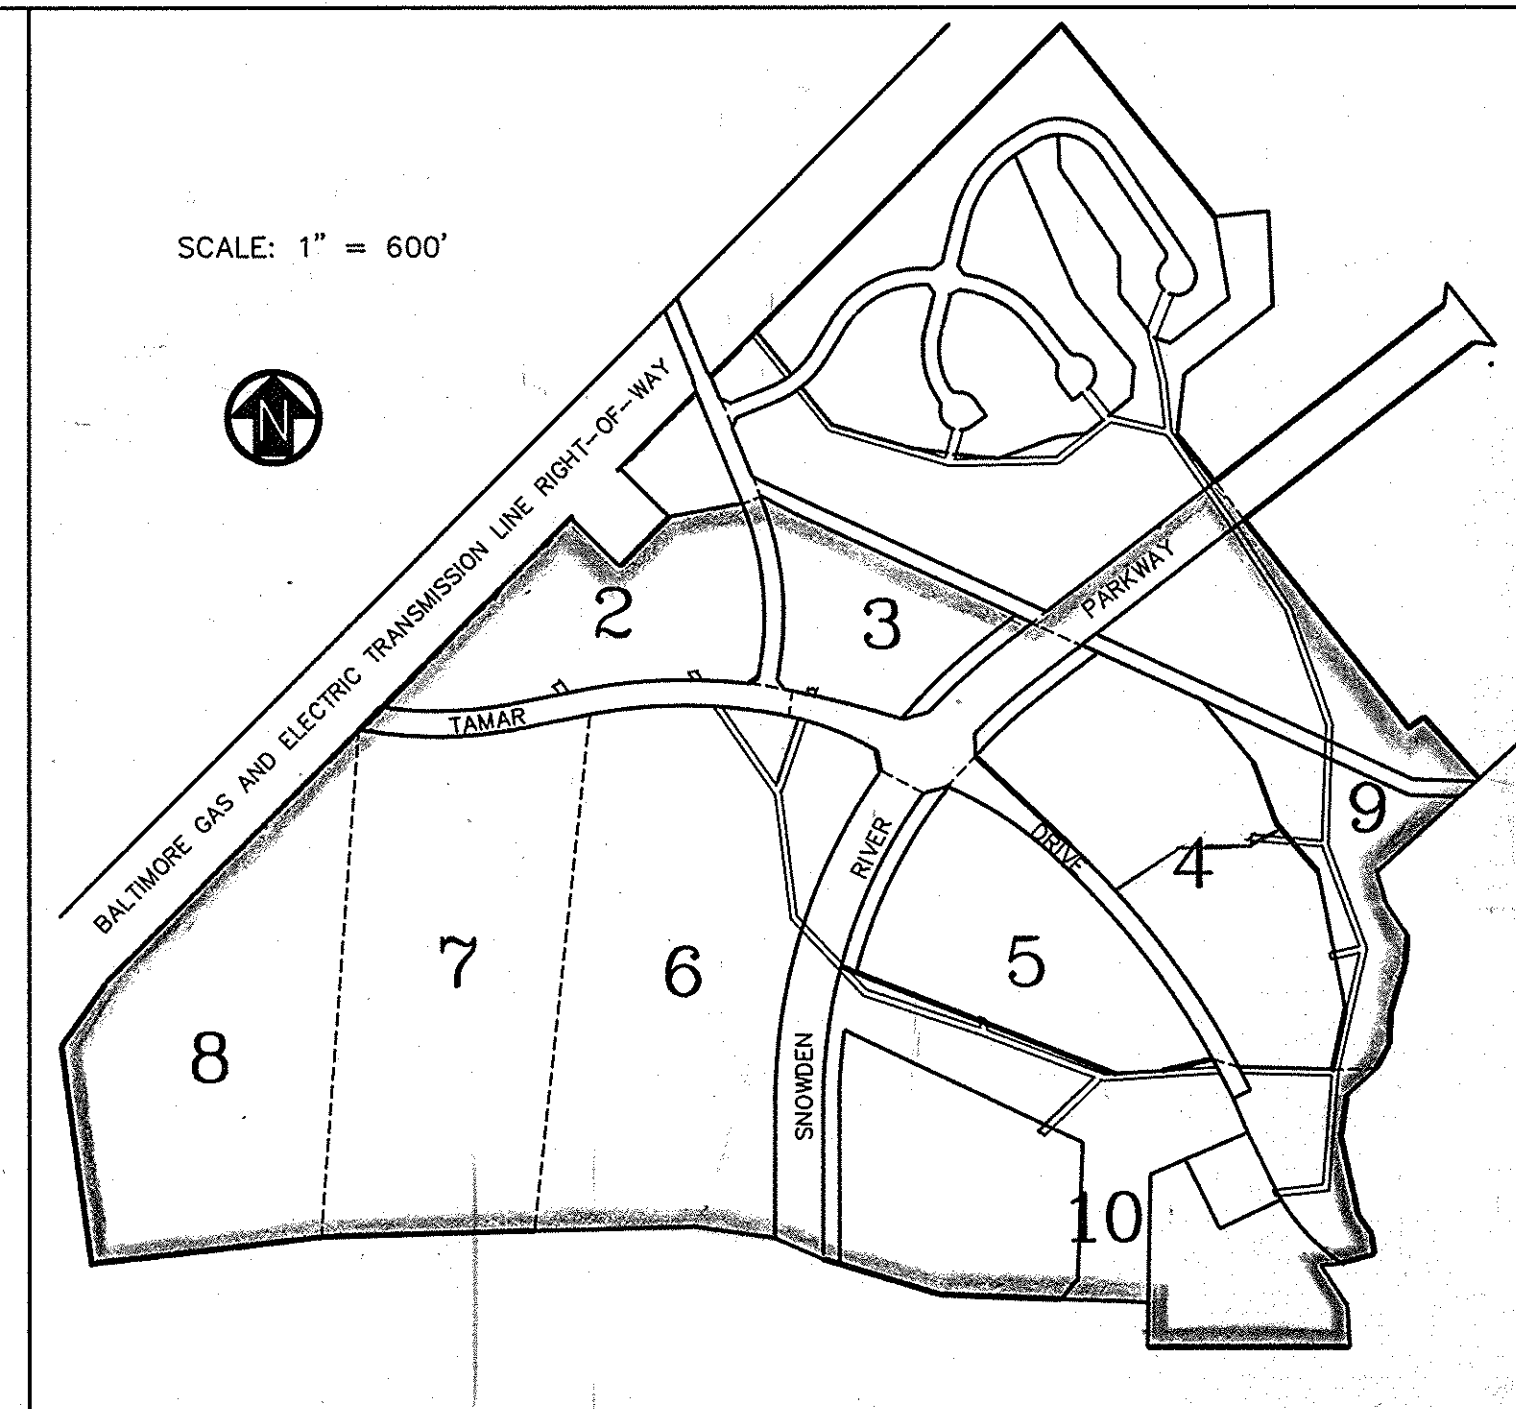 SCALE: 1" = 600'
N
BALTIMORE GAS AND ELECTRIC TRANSMISSION LINE RIGHT-OF-WAY
PARKWAY
2
3
TAMAR
9
RIVER
DRIVE
4
7
6
5
8
SNOWDEN
10